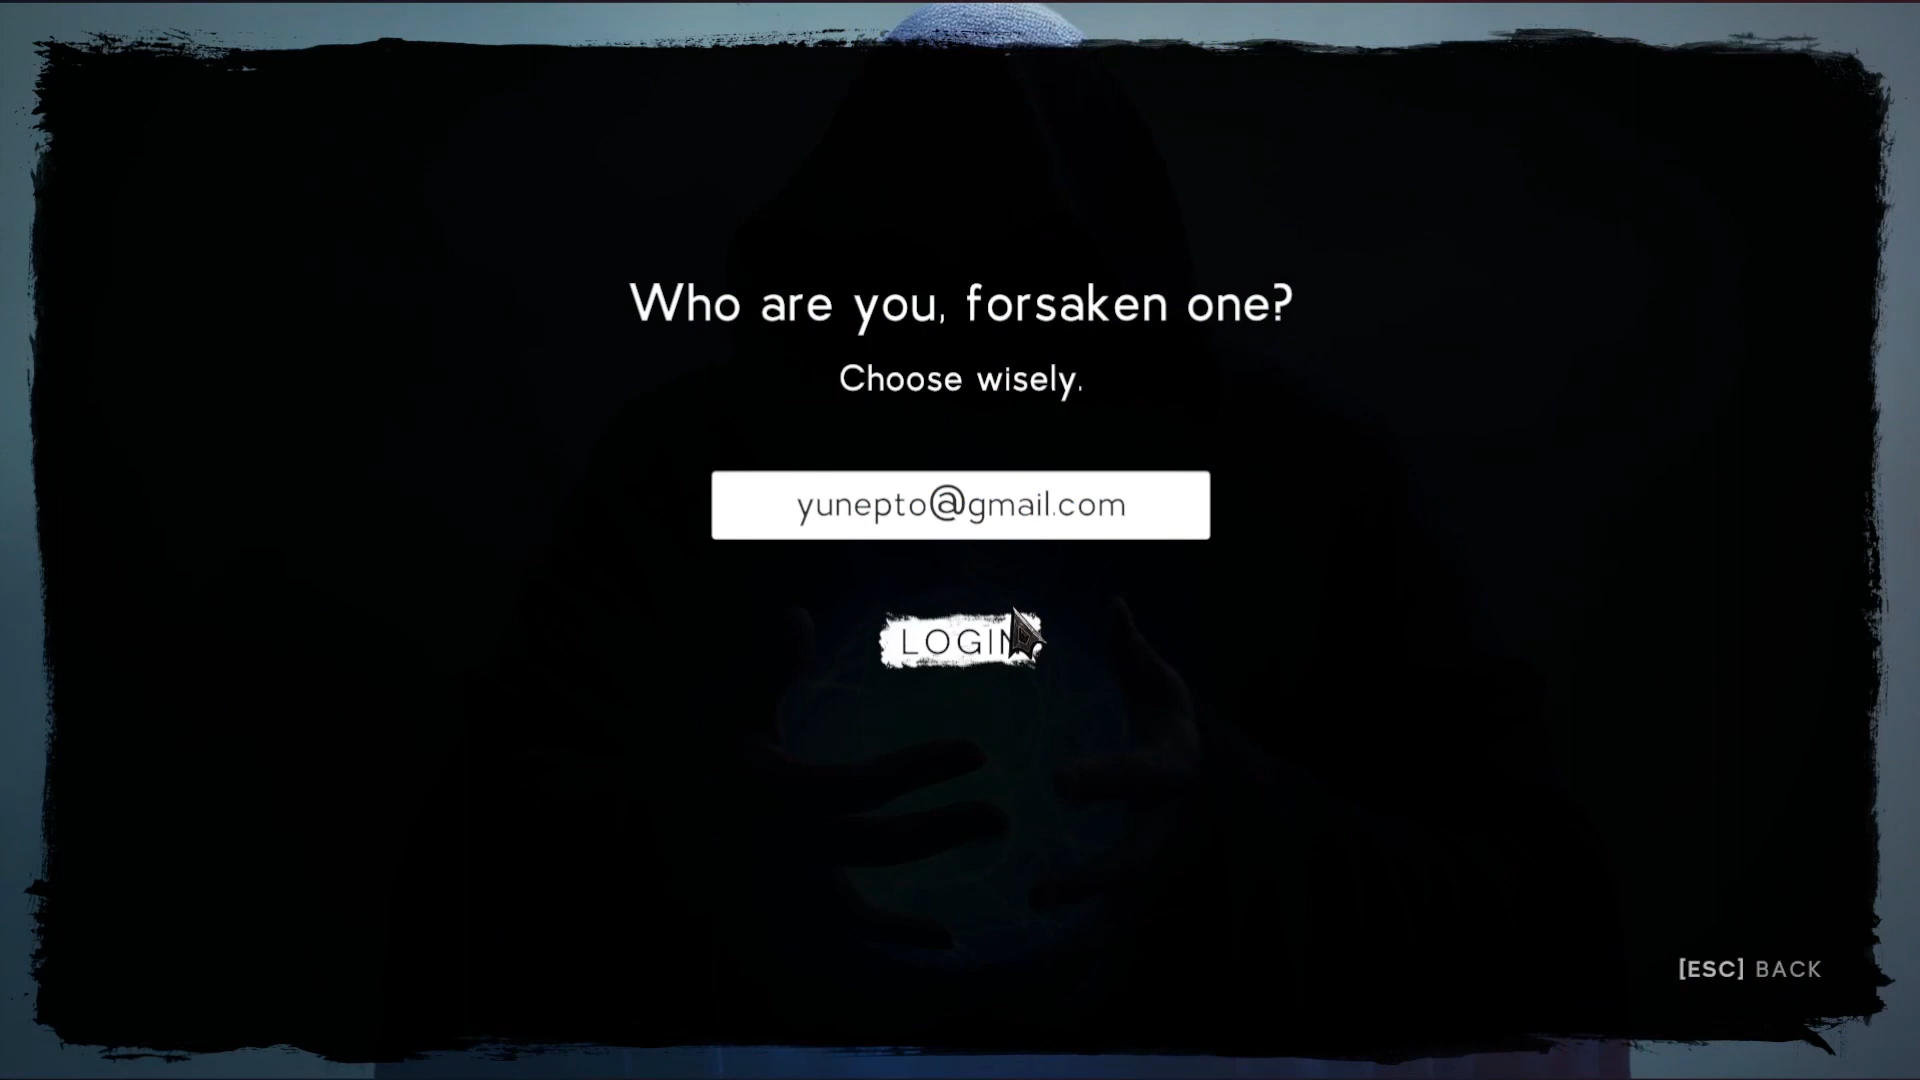 Who are you, forsaken one?
Choose wisely.
yunepto@gmail.com
LOGIN
[ESC] BACK